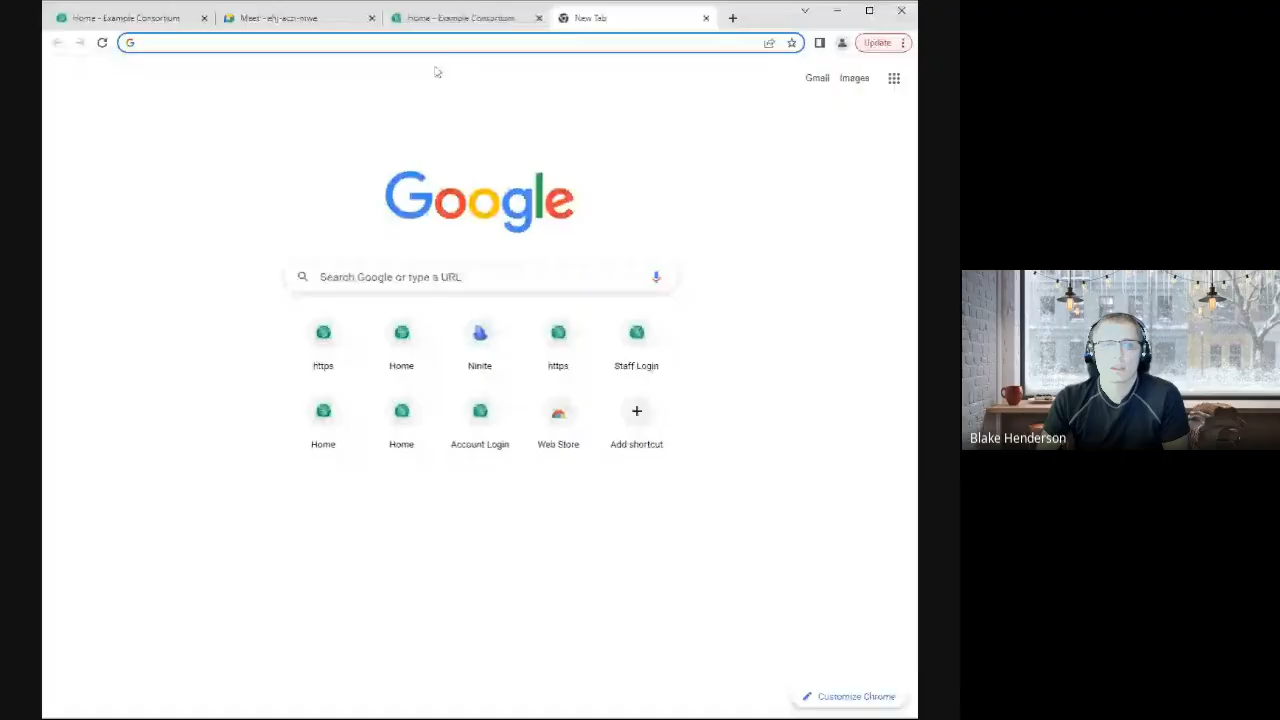 Home - Example Consortium
Meet -
Home - Example Consortium
New Tab
Update
Gmail Images
Google
Search Google or type a URL
https Home Ninite https Staff Login
Home Home Account Login Web Store Add shortcut
Customize Chrome
Blake Henderson